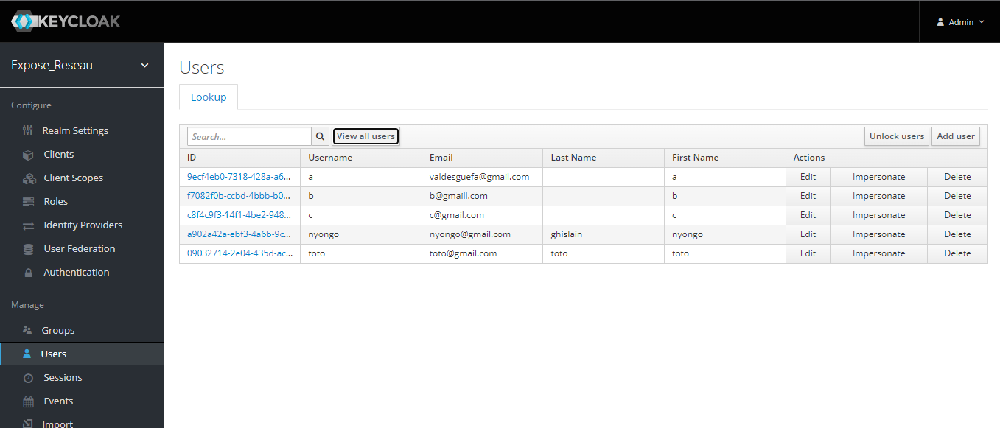 KEYCLOAK
Admin
Expose_Reseau
Configure
Realm Settings
Clients
Client Scopes
Roles
Identity Providers
User Federation
Authentication
Manage
Groups
Users
Sessions
Events
Import
Users
Lookup
Search... View all users Unlock users Add user
ID Username Email Last Name First Name Actions
9ecf4eb0-7318-428a-a6... a valdesguefa@gmail.com a Edit Impersonate Delete
f7082f0b-ccbd-4bbb-b0... b b@gmaill.com b Edit Impersonate Delete
c8f4c9f3-14f1-4be2-948... c c@gmail.com c Edit Impersonate Delete
a902a42a-ebf3-4a6b-9c... nyongo nyongo@gmail.com ghislain nyongo Edit Impersonate Delete
09032714-2e04-435d-ac... toto toto@gmail.com toto toto Edit Impersonate Delete